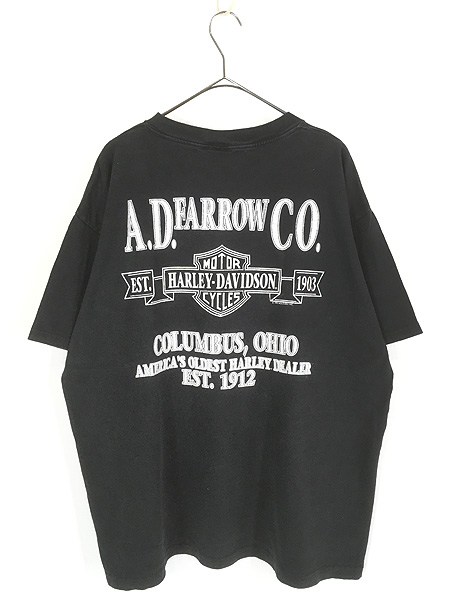 A.D. FARROW CO.
MOTOR
EST. HARLEY-DAVIDSON 1903
CYCLES
COLUMBUS, OHIO
AMERICA'S OLDEST HARLEY DEALER
EST. 1912